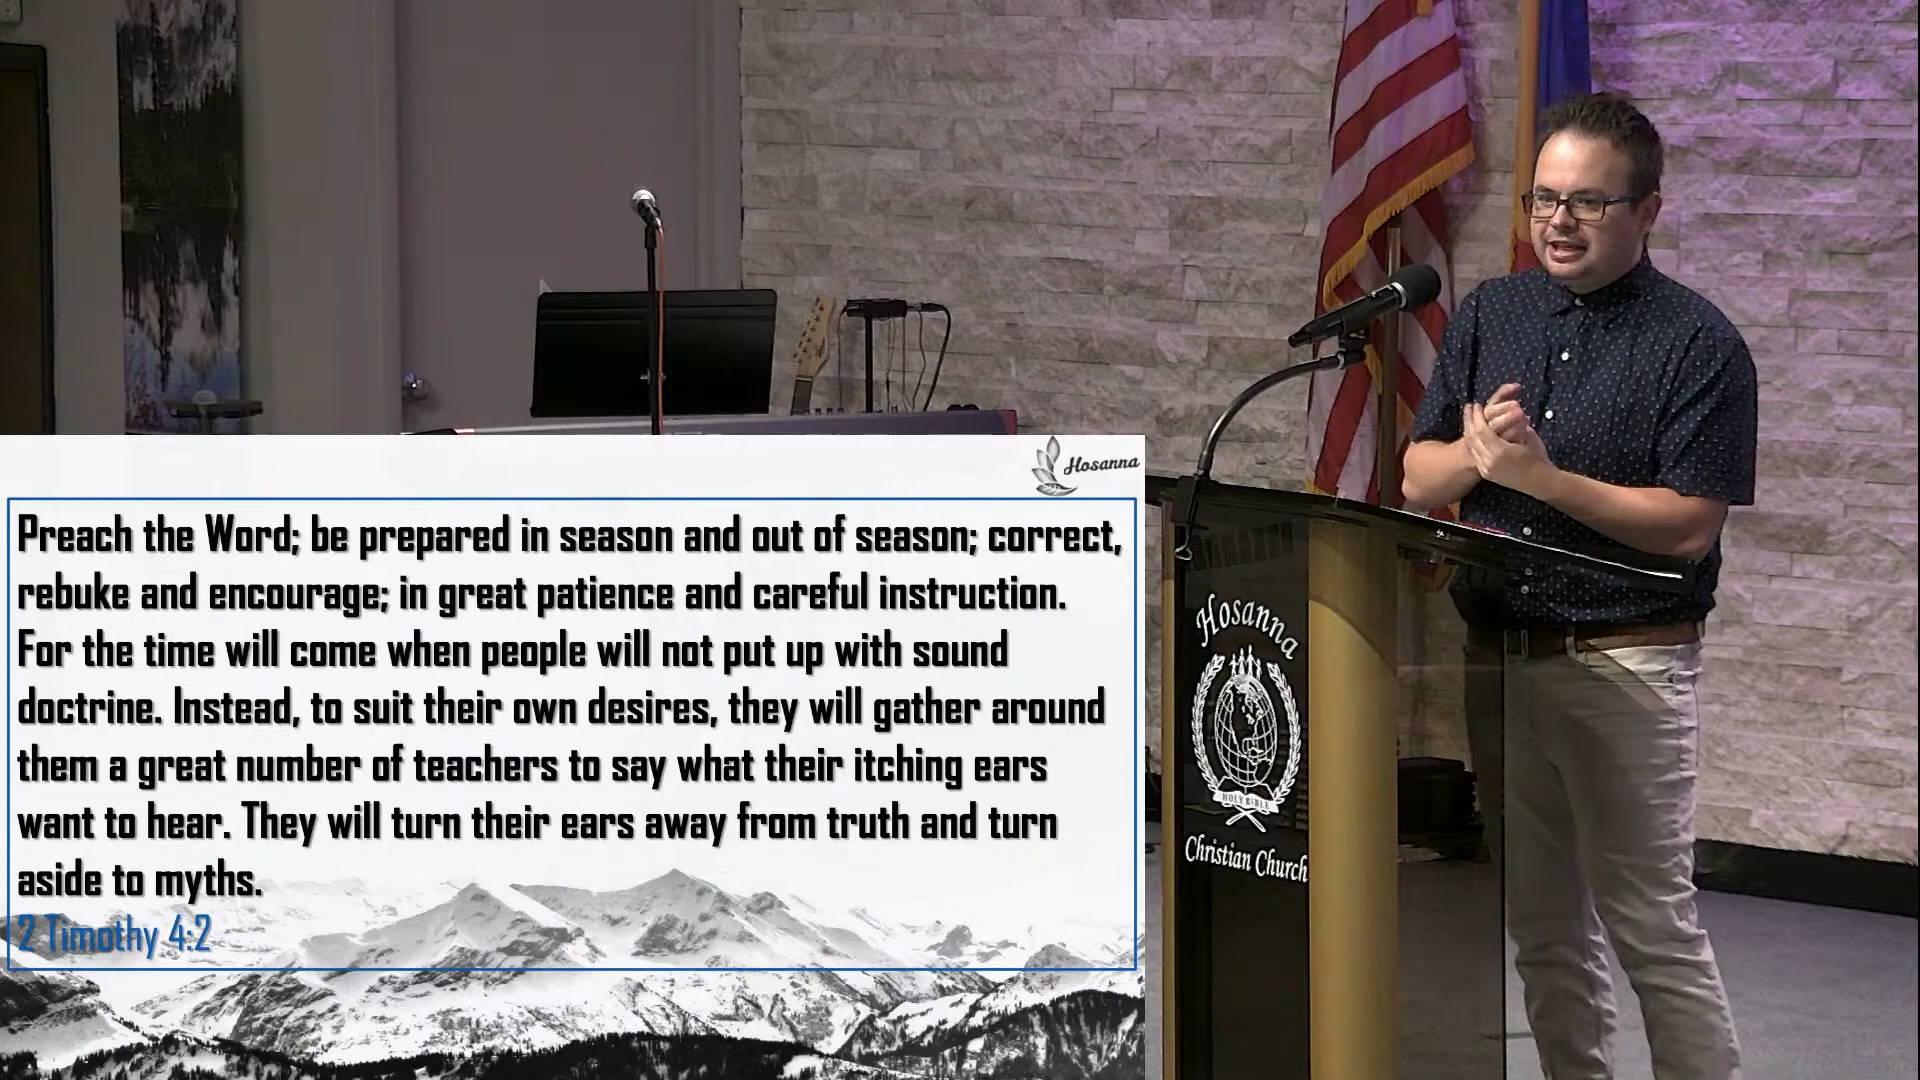 Hosanna
Preach the Word; be prepared in season and out of season; correct,
rebuke and encourage; in great patience and careful instruction.
For the time will come when people will not put up with sound
doctrine. Instead, to suit their own desires, they will gather around
them a great number of teachers to say what their itching ears
want to hear. They will turn their ears away from truth and turn
aside to myths.
2 Timothy 4:2
Hosanna
HOLY BIBLE
Christian Church